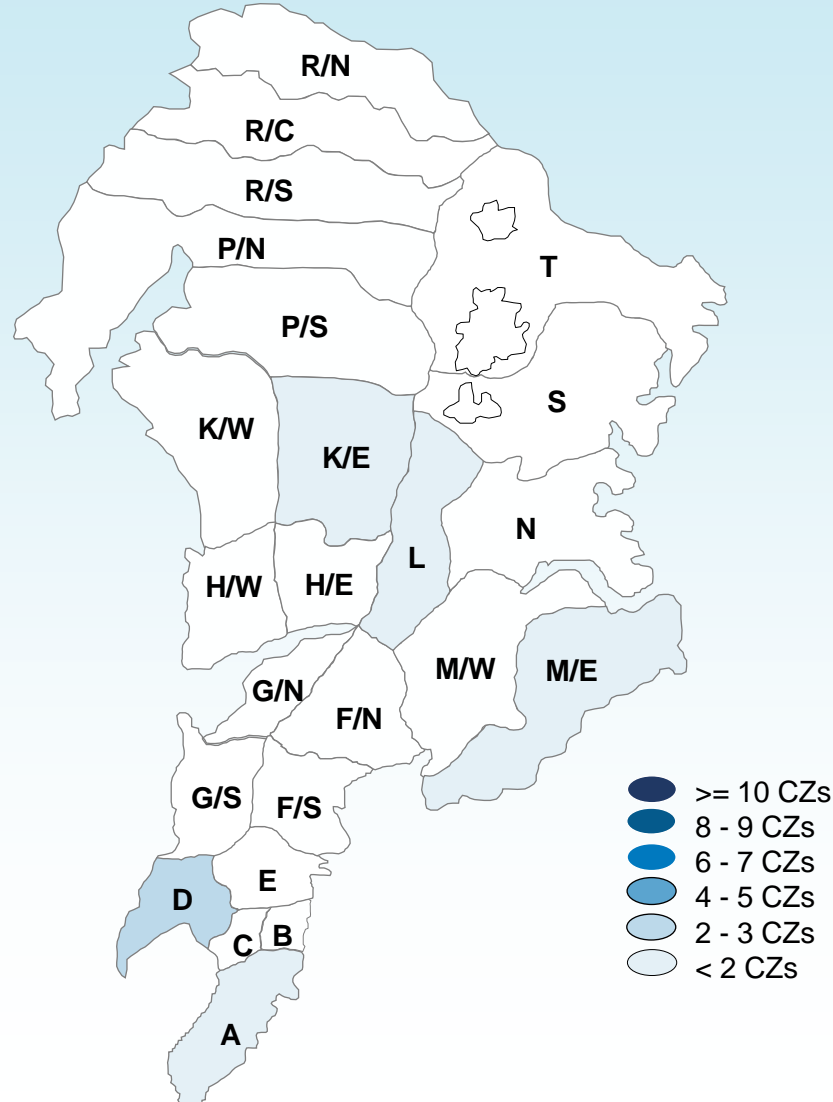 R/N
R/C
R/S
P/N
T
P/S
S
K/W
K/E
N
L
H/W
H/E
M/W
M/E
G/N
F/N
G/S
F/S
>= 10 CZs
8 - 9 CZs
6 - 7 CZs
4 - 5 CZs
2 - 3 CZs
< 2 CZs
E
D
B
C
A